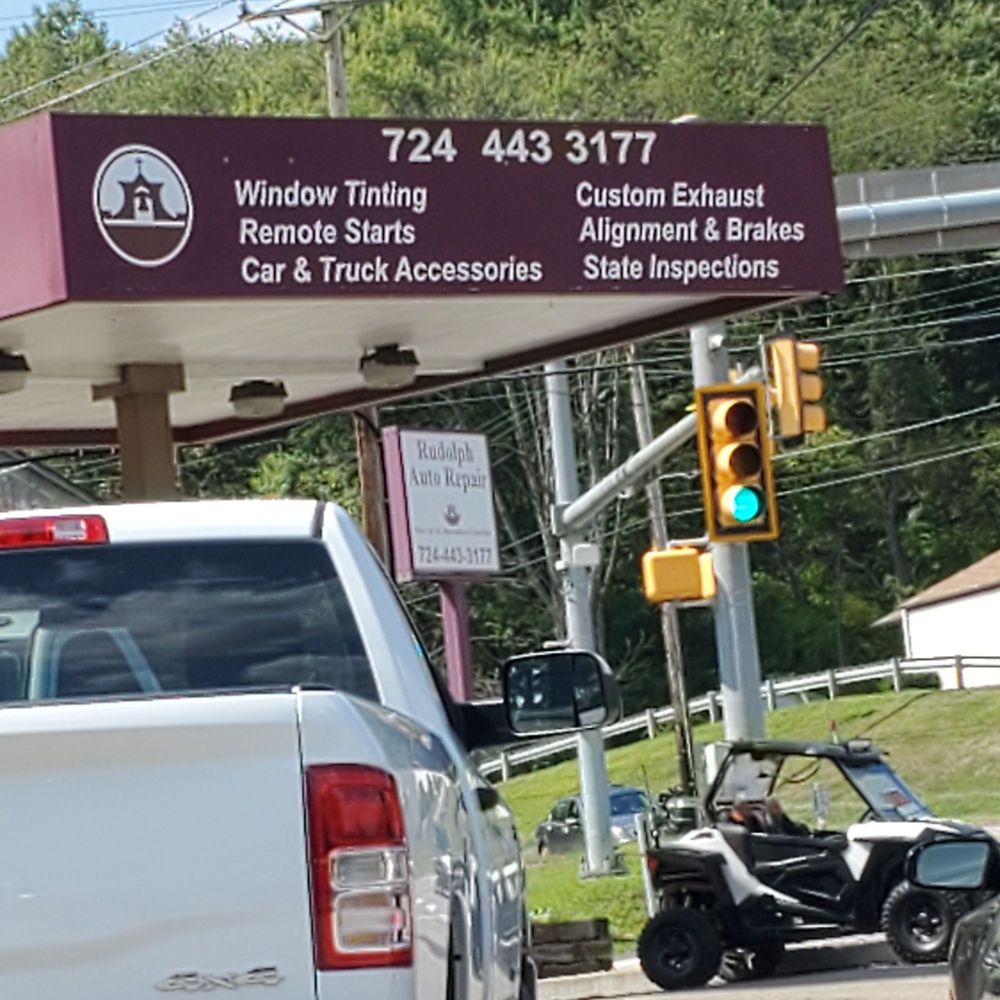 724 443 3177
Window Tinting
Remote Starts
Car & Truck Accessories
Custom Exhaust
Alignment & Brakes
State Inspections
Rudolph
Auto Repair
724-443-3177
4x4